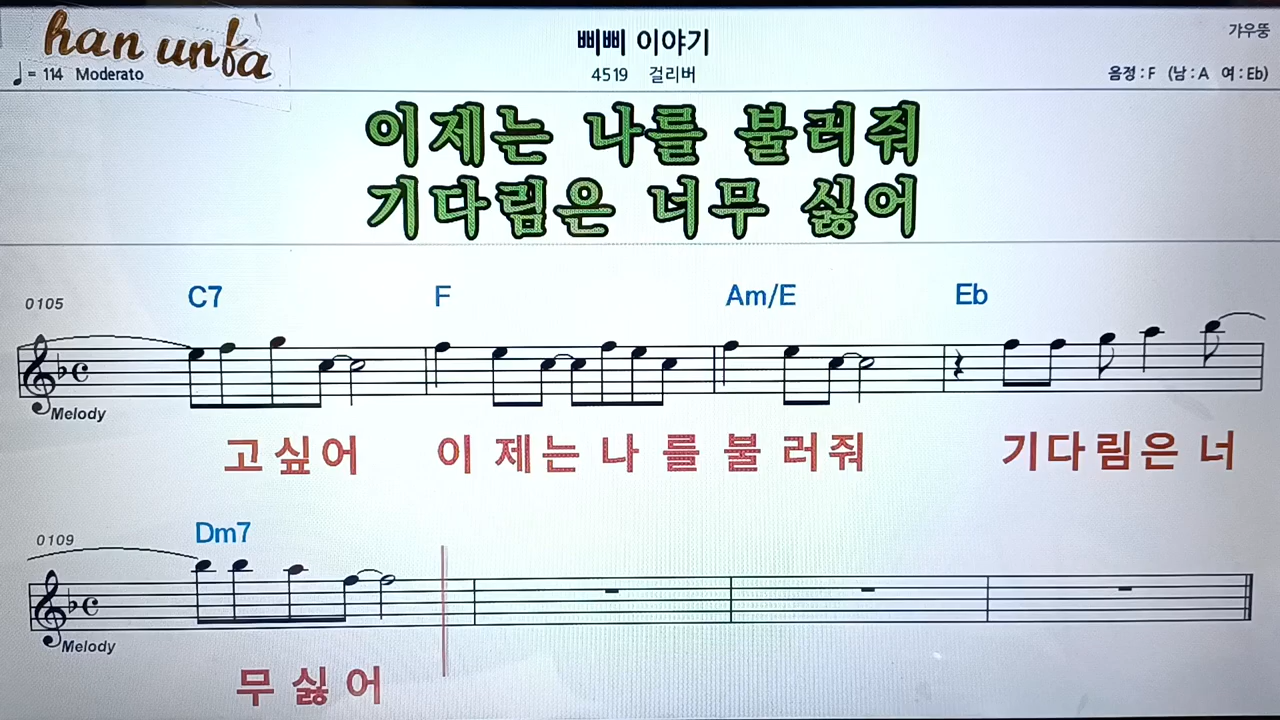 han unfa
삐삐 이야기
갸우뚱
♩= 114 Moderato
4519 걸리버
음정 : F (남 : A 여 : Eb)
이제는 나를 불러줘
기다림은 너무 싫어
0105
C7 F Am/E Eb
Melody
고싶어 이 제는 나 를 불 러줘 기다림은 너
0109
Dm7
Melody
무 싫 어